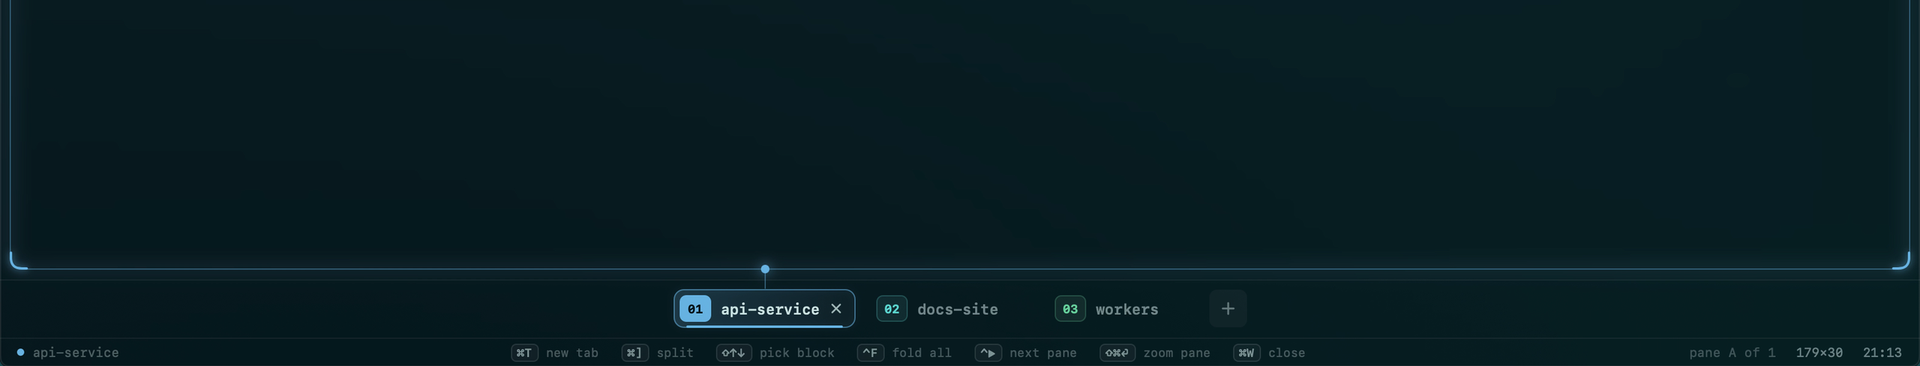 01 api-service × 02 docs-site 03 workers +
api-service ⌘T new tab ⌘] split ⇧↑↓ pick block ^F fold all ^▶ next pane ⇧⌘⏎ zoom pane ⌘W close pane A of 1 179×30 21:13